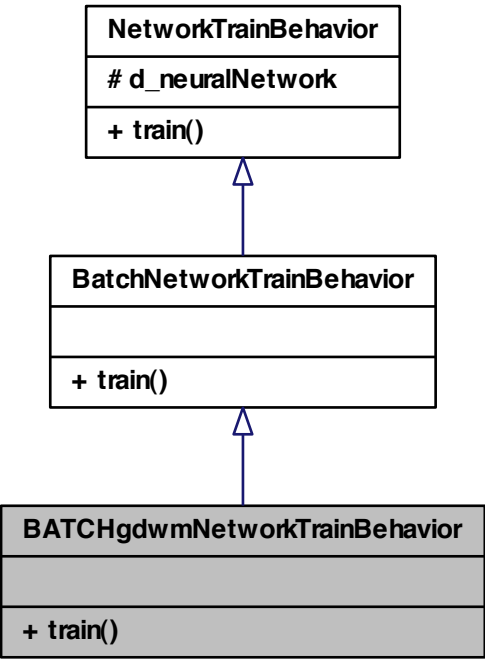 NetworkTrainBehavior
# d_neuralNetwork
+ train()
BatchNetworkTrainBehavior
+ train()
BATCHgdwmNetworkTrainBehavior
+ train()